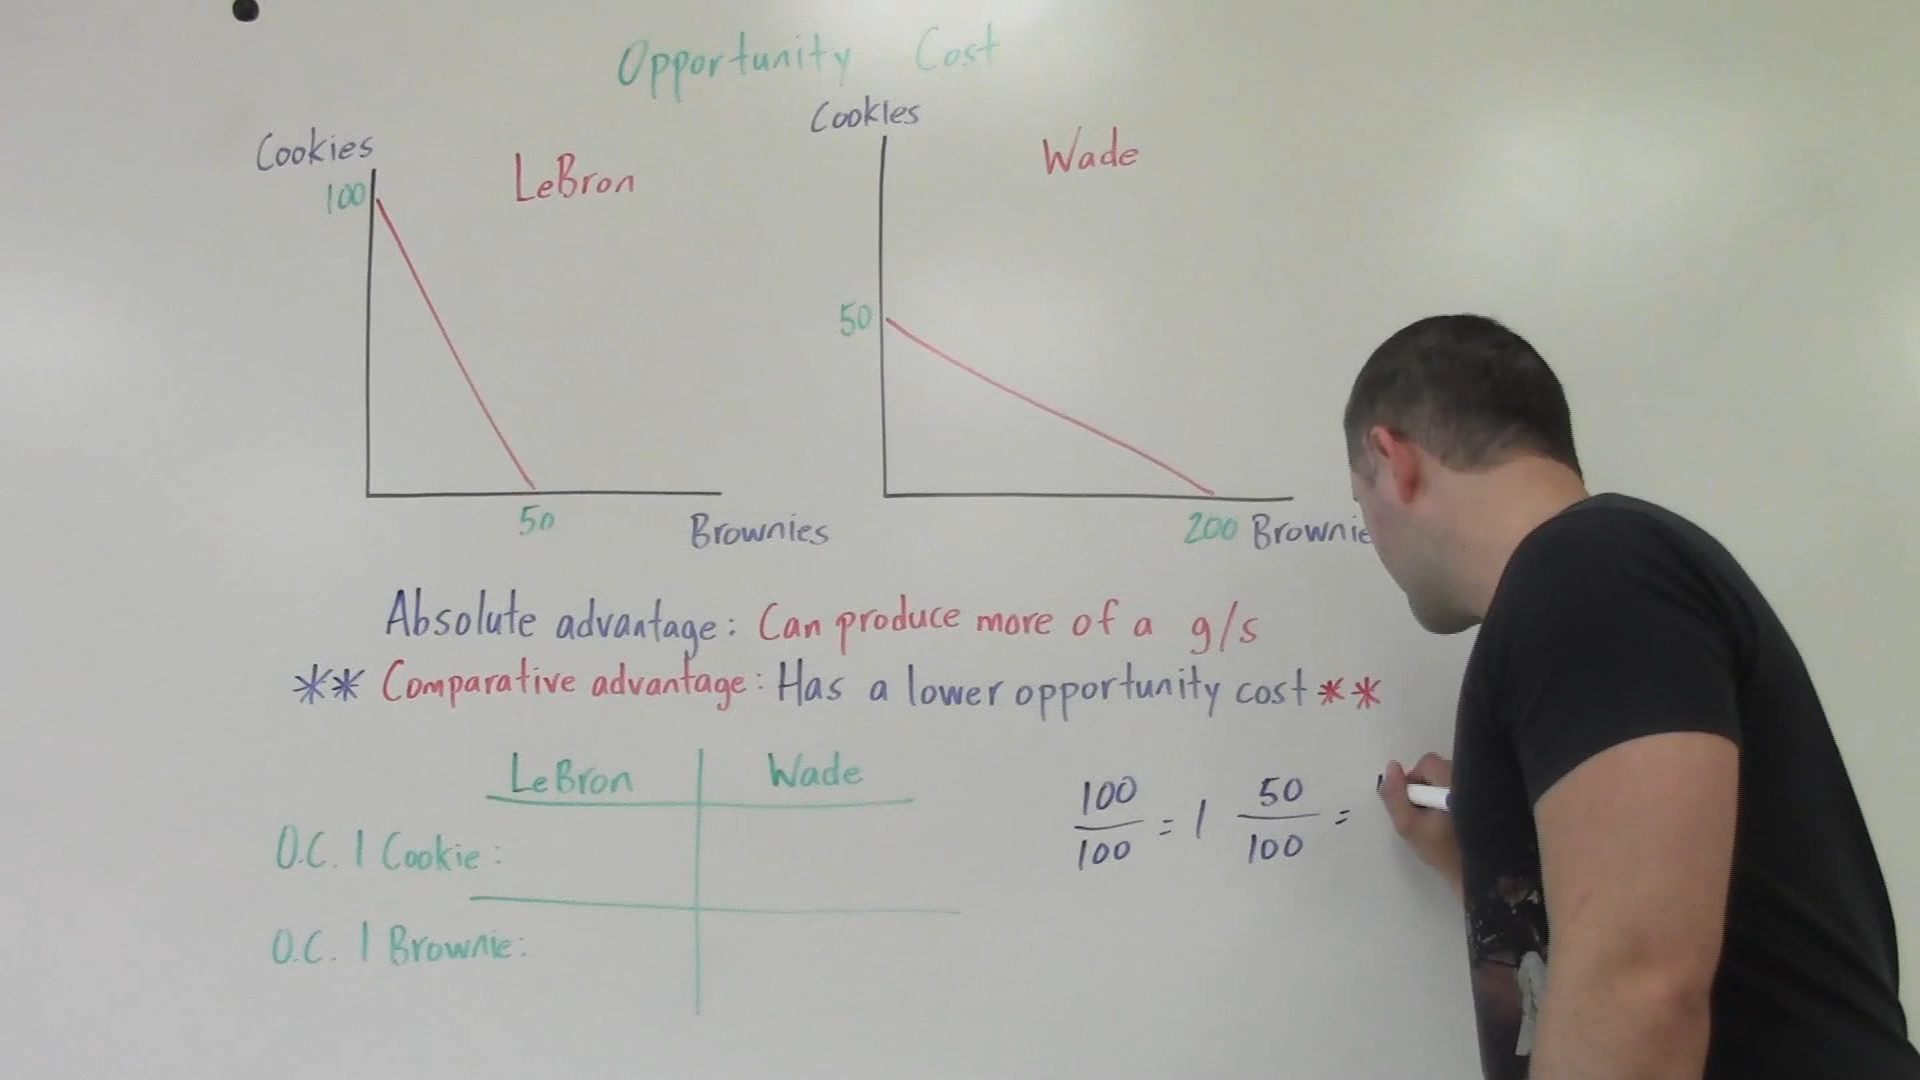 Opportunity Cost
Cookies
100
LeBron
50
Brownies
Cookies
Wade
50
200 Brownie
Absolute advantage: Can produce more of a g/s
** Comparative advantage: Has a lower opportunity cost **
LeBron Wade
O.C. 1 Cookie:
O.C. 1 Brownie:
100/100 = 1
50/100 =